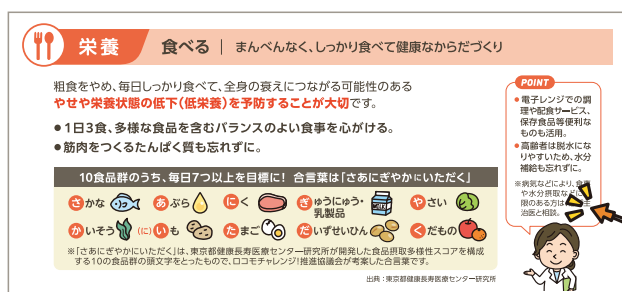 栄養 食べる まんべんなく、しっかり食べて健康なからだづくり
粗食をやめ、毎日しっかり食べて、全身の衰えにつながる可能性のある
やせや栄養状態の低下(低栄養)を予防することが大切です。
●1日3食、多様な食品を含むバランスのよい食事を心がける。
●筋肉をつくるたんぱく質も忘れずに。
10食品群のうち、毎日7つ以上を目標に! 合言葉は「さあにぎやかにいただく」
さかな あぶら にく ぎゅうにゅう・乳製品 やさい
かいそう (に)いも たまご だいずせいひん くだもの
※「さあにぎやかにいただく」は、東京都健康長寿医療センター研究所が開発した食品摂取多様性スコアを構成
する10の食品群の頭文字をとったもので、ロコモチャレンジ!推進協議会が考案した合言葉です。
出典:東京都健康長寿医療センター研究所
POINT
●電子レンジでの調
理や配食サービス、
保存食品等便利な
ものも活用。
●高齢者は脱水にな
りやすいため、水分
補給も忘れずに。
※病気などにより、食事
や水分摂取などに
限のある方は
治医と相談。